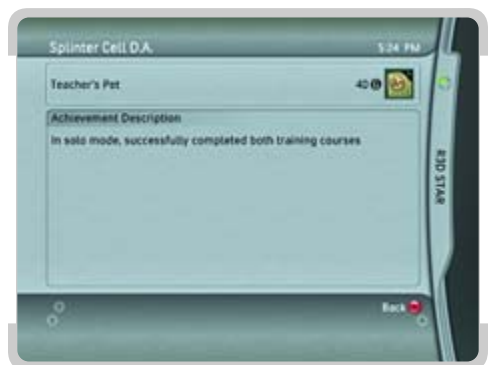 Splinter Cell D.A. 5:24 PM
Teacher's Pet 40 G
Achievement Description
In solo mode, successfully completed both training courses
R3D STAR
Back